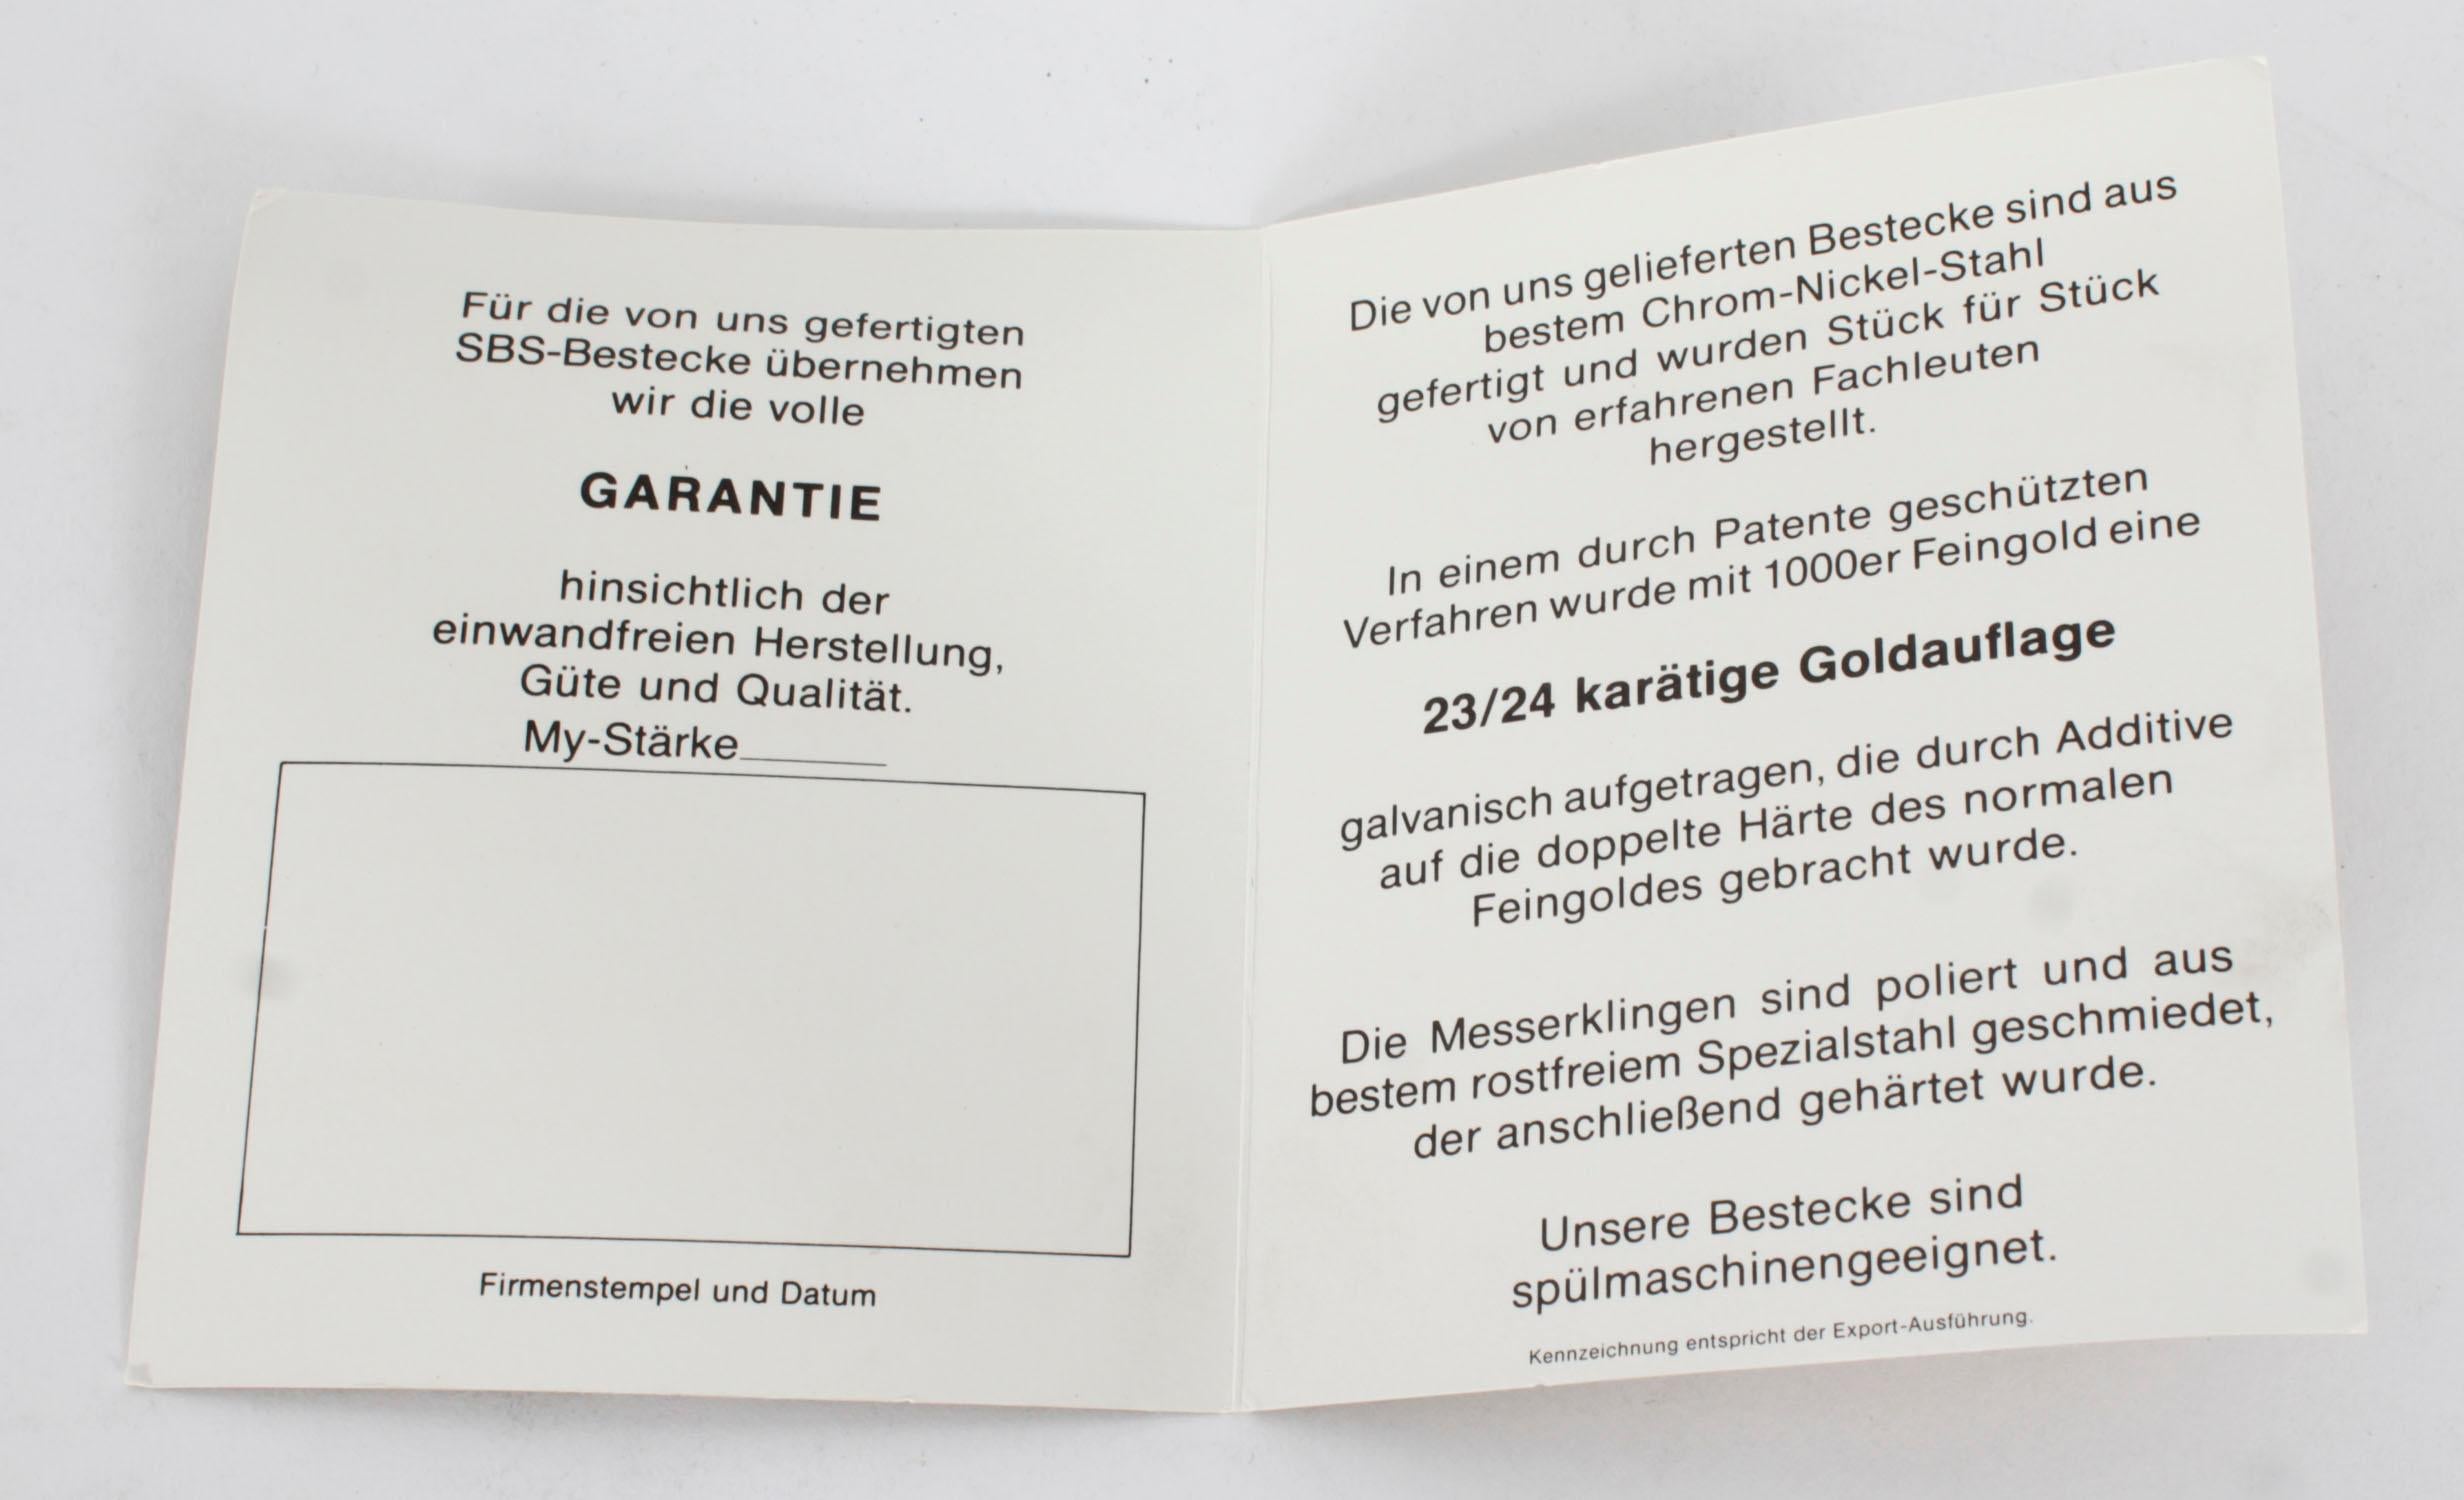 Für die von uns gefertigten
SBS-Bestecke übernehmen
wir die volle
GARANTIE
hinsichtlich der
einwandfreien Herstellung,
Güte und Qualität.
My-Stärke______
Firmenstempel und Datum
Die von uns gelieferten Bestecke sind aus
bestem Chrom-Nickel-Stahl
gefertigt und wurden Stück für Stück
von erfahrenen Fachleuten
hergestellt.
In einem durch Patente geschützten
Verfahren wurde mit 1000er Feingold eine
23/24 karätige Goldauflage
galvanisch aufgetragen, die durch Additive
auf die doppelte Härte des normalen
Feingoldes gebracht wurde.
Die Messerklingen sind poliert und aus
bestem rostfreiem Spezialstahl geschmiedet,
der anschließend gehärtet wurde.
Unsere Bestecke sind
spülmaschinengeeignet.
Kennzeichnung entspricht der Export-Ausführung.